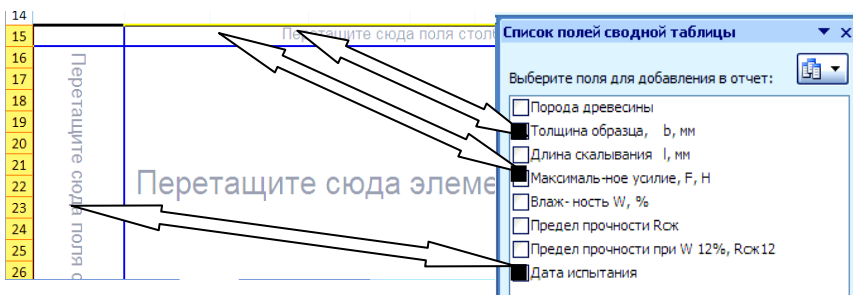 14
15
16
17
18
19
20
21
22
23
24
25
26
Перетащите сюда поля столб
Перетащите сюда поля с
Перетащите сюда элеме
Список полей сводной таблицы
Выберите поля для добавления в отчет:
Порода древесины
Толщина образца, b, мм
Длина скалывания l, мм
Максималь-ное усилие, F, Н
Влаж- ность W, %
Предел прочности Rсж
Предел прочности при W 12%, Rсж12
Дата испытания